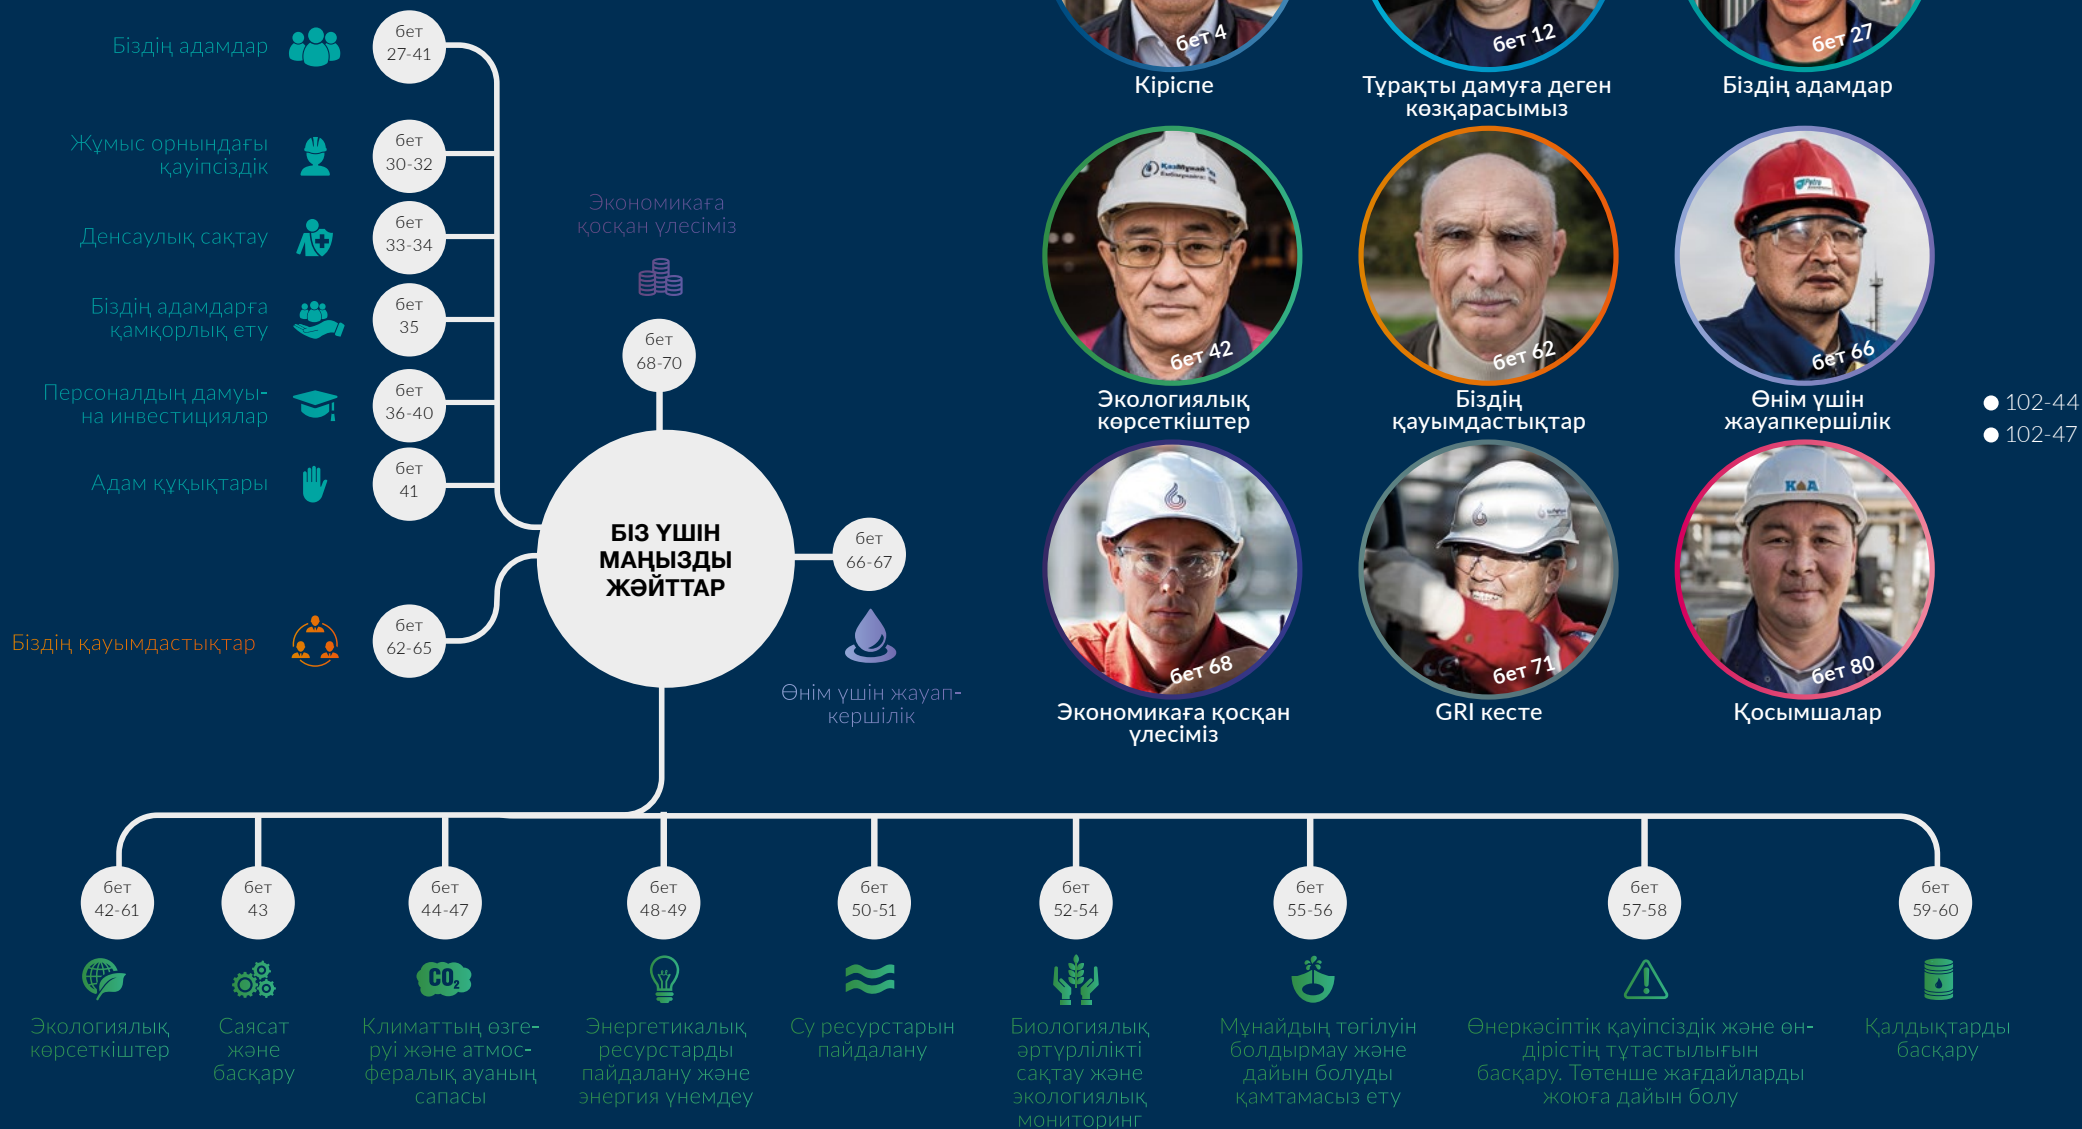 Біздің адамдар
бет
27-41
Жұмыс орнындағы
қауіпсіздік
бет
30-32
Денсаулық сақтау
бет
33-34
Біздің адамдарға
қамқорлық ету
бет
35
Персоналдың дамуы-
на инвестициялар
бет
36-40
Адам құқықтары
бет
41
Біздің қауымдастықтар
бет
62-65
Экономикаға
қосқан үлесіміз
бет
68-70
БІЗ ҮШІН
МАҢЫЗДЫ
ЖӘЙТТАР
бет
66-67
Өнім үшін жауап-
кершілік
бет 4
Кіріспе
бет 12
Тұрақты дамуға деген
көзқарасымыз
бет 27
Біздің адамдар
ҚазМұнайГаз
бет 42
Экологиялық
көрсеткіштер
бет 62
Біздің
қауымдастықтар
Petro
бет 66
Өнім үшін
жауапкершілік
бет 68
Экономикаға қосқан
үлесіміз
бет 71
GRI кесте
бет 80
Қосымшалар
102-44
102-47
бет
42-61
Экологиялық
көрсеткіштер
бет
43
Саясат
және
басқару
бет
44-47
CO₂
Климаттың өзге-
руі және атмос-
фералық ауаның
сапасы
бет
48-49
Энергетикалық
ресурстарды
пайдалану және
энергия үнемдеу
бет
50-51
Су ресурстарын
пайдалану
бет
52-54
Биологиялық
әртүрлілікті
сақтау және
экологиялық
мониторинг
бет
55-56
Мұнайдың төгілуін
болдырмау және
дайын болуды
қамтамасыз ету
бет
57-58
Өнеркәсіптік қауіпсіздік және өн-
дірістің тұтастылығын
басқару. Төтенше жағдайларды
жоюға дайын болу
бет
59-60
Қалдықтарды
басқару